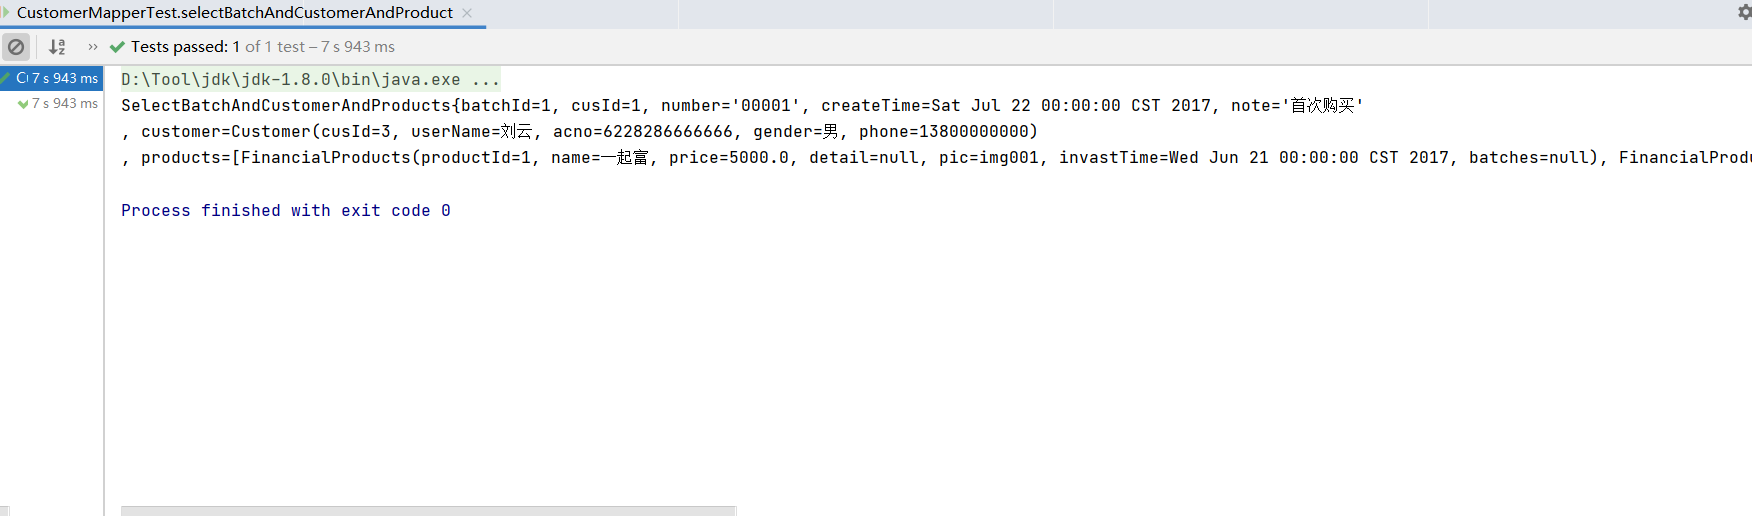 CustomerMapperTest.selectBatchAndCustomerAndProduct
Tests passed: 1 of 1 test – 7 s 943 ms
7 s 943 ms
D:\Tool\jdk\jdk-1.8.0\bin\java.exe ...
7 s 943 ms
SelectBatchAndCustomerAndProducts{batchId=1, cusId=1, number='00001', createTime=Sat Jul 22 00:00:00 CST 2017, note='首次购买'
, customer=Customer(cusId=3, userName=刘云, acno=6228286666666, gender=男, phone=13800000000)
, products=[FinancialProducts(productId=1, name=一起富, price=5000.0, detail=null, pic=img001, invastTime=Wed Jun 21 00:00:00 CST 2017, batches=null), FinancialProdu
Process finished with exit code 0